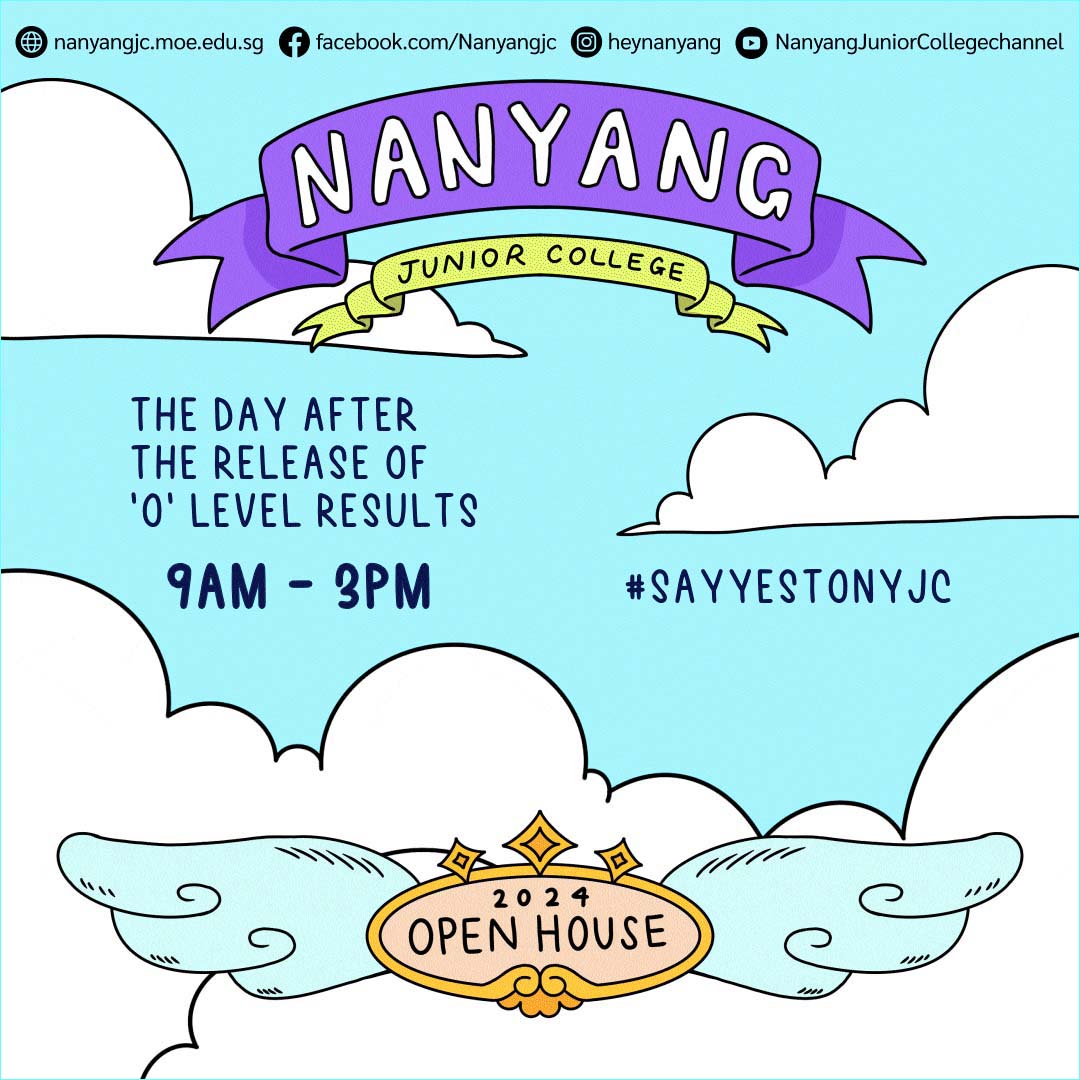 nanyangjc.moe.edu.sg facebook.com/Nanyangjc heynanyang NanyangJuniorCollegechannel
NANYANG
JUNIOR COLLEGE
THE DAY AFTER
THE RELEASE OF
'O' LEVEL RESULTS
9AM - 3PM
#SAYYESTONYJC
2024
OPEN HOUSE